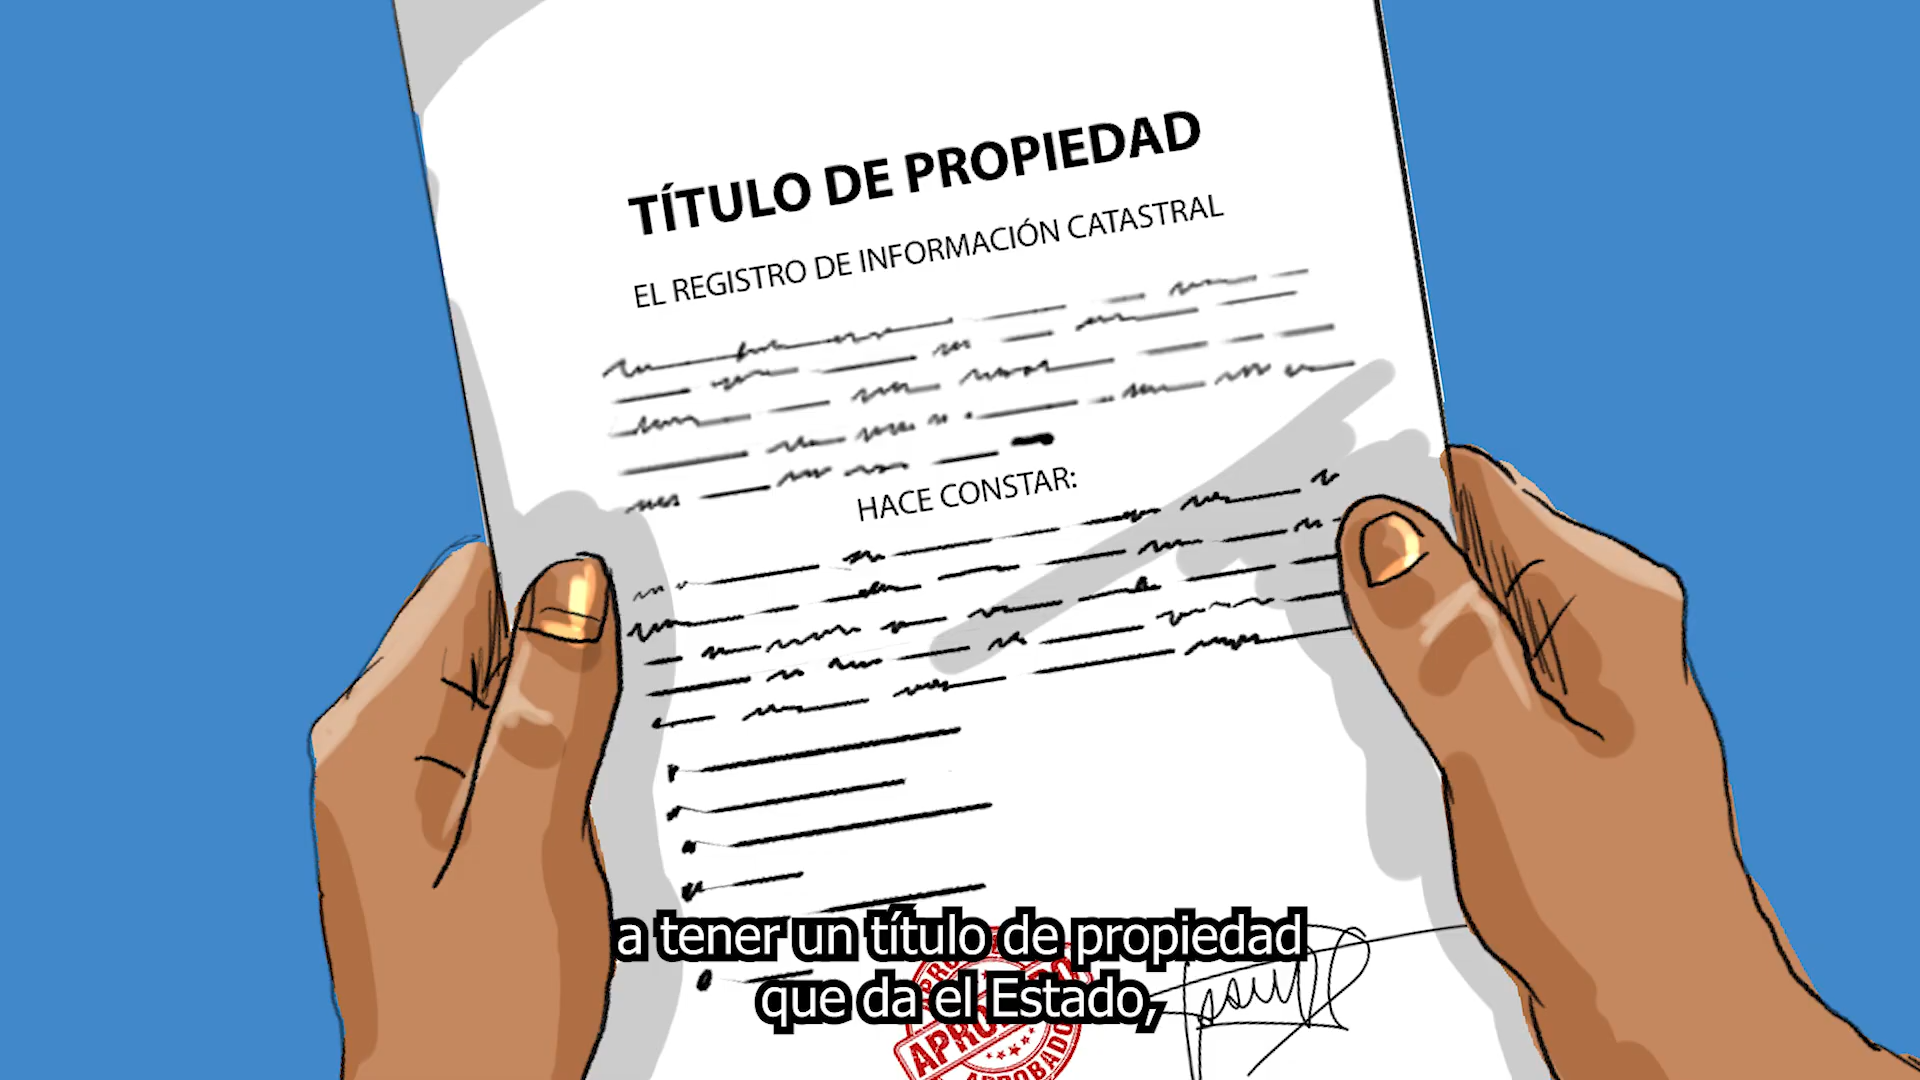 TÍTULO DE PROPIEDAD
EL REGISTRO DE INFORMACIÓN CATASTRAL
HACE CONSTAR:
a tener un título de propiedad
que da el Estado,
APROBADO